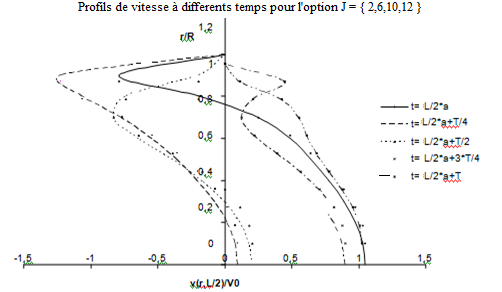 Profils de vitesse à differents temps pour l'option J = { 2,6,10,12 }
r/R
1,2
1
0,8
0,6
0,4
0,2
0
-1,5 -1 -0,5 0 0,5 1 1,5
v(r,L/2)/V0
t= L/2*a
t= L/2*a+T/4
t= L/2*a+T/2
t= L/2*a+3*T/4
t= L/2*a+T